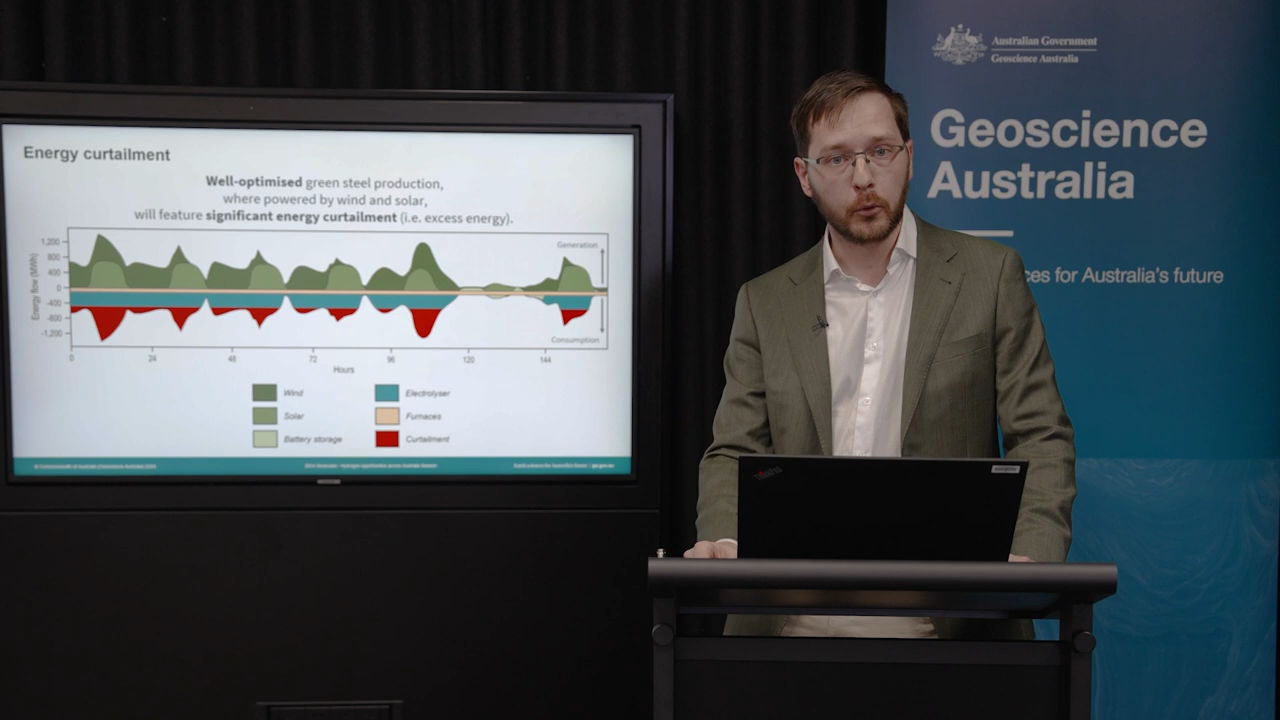 Energy curtailment
Well-optimised green steel production,
where powered by wind and solar,
will feature significant energy curtailment (i.e. excess energy).
Energy flow (MWh)
1,200
800
400
0
-400
-800
-1,200
Generation
Consumption
0
24
48
72
96
120
144
Hours
Wind
Electrolyser
Solar
Furnaces
Battery storage
Curtailment
Australian Government
Geoscience Australia
Geoscience
Australia
ces for Australia's future
ThinkPad